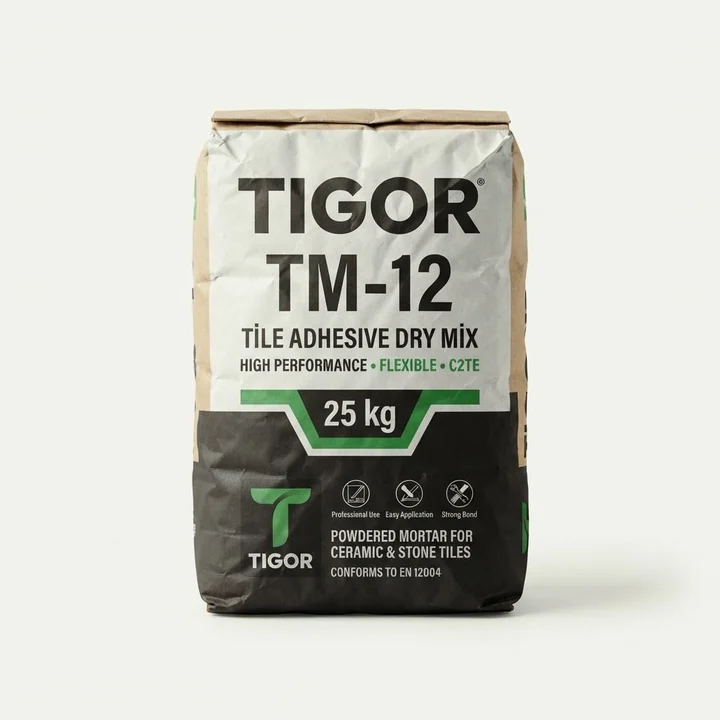 TIGOR©
TM-12
TİLE ADHESIVE DRY MİX
HIGH PERFORMANCE • FLEXIBLE • C2TE
25 kg
Professional Use Easy Application Strong Bond
POWDERED MORTAR FOR
CERAMIC & STONE TILES
CONFORMS TO EN 12004
TIGOR